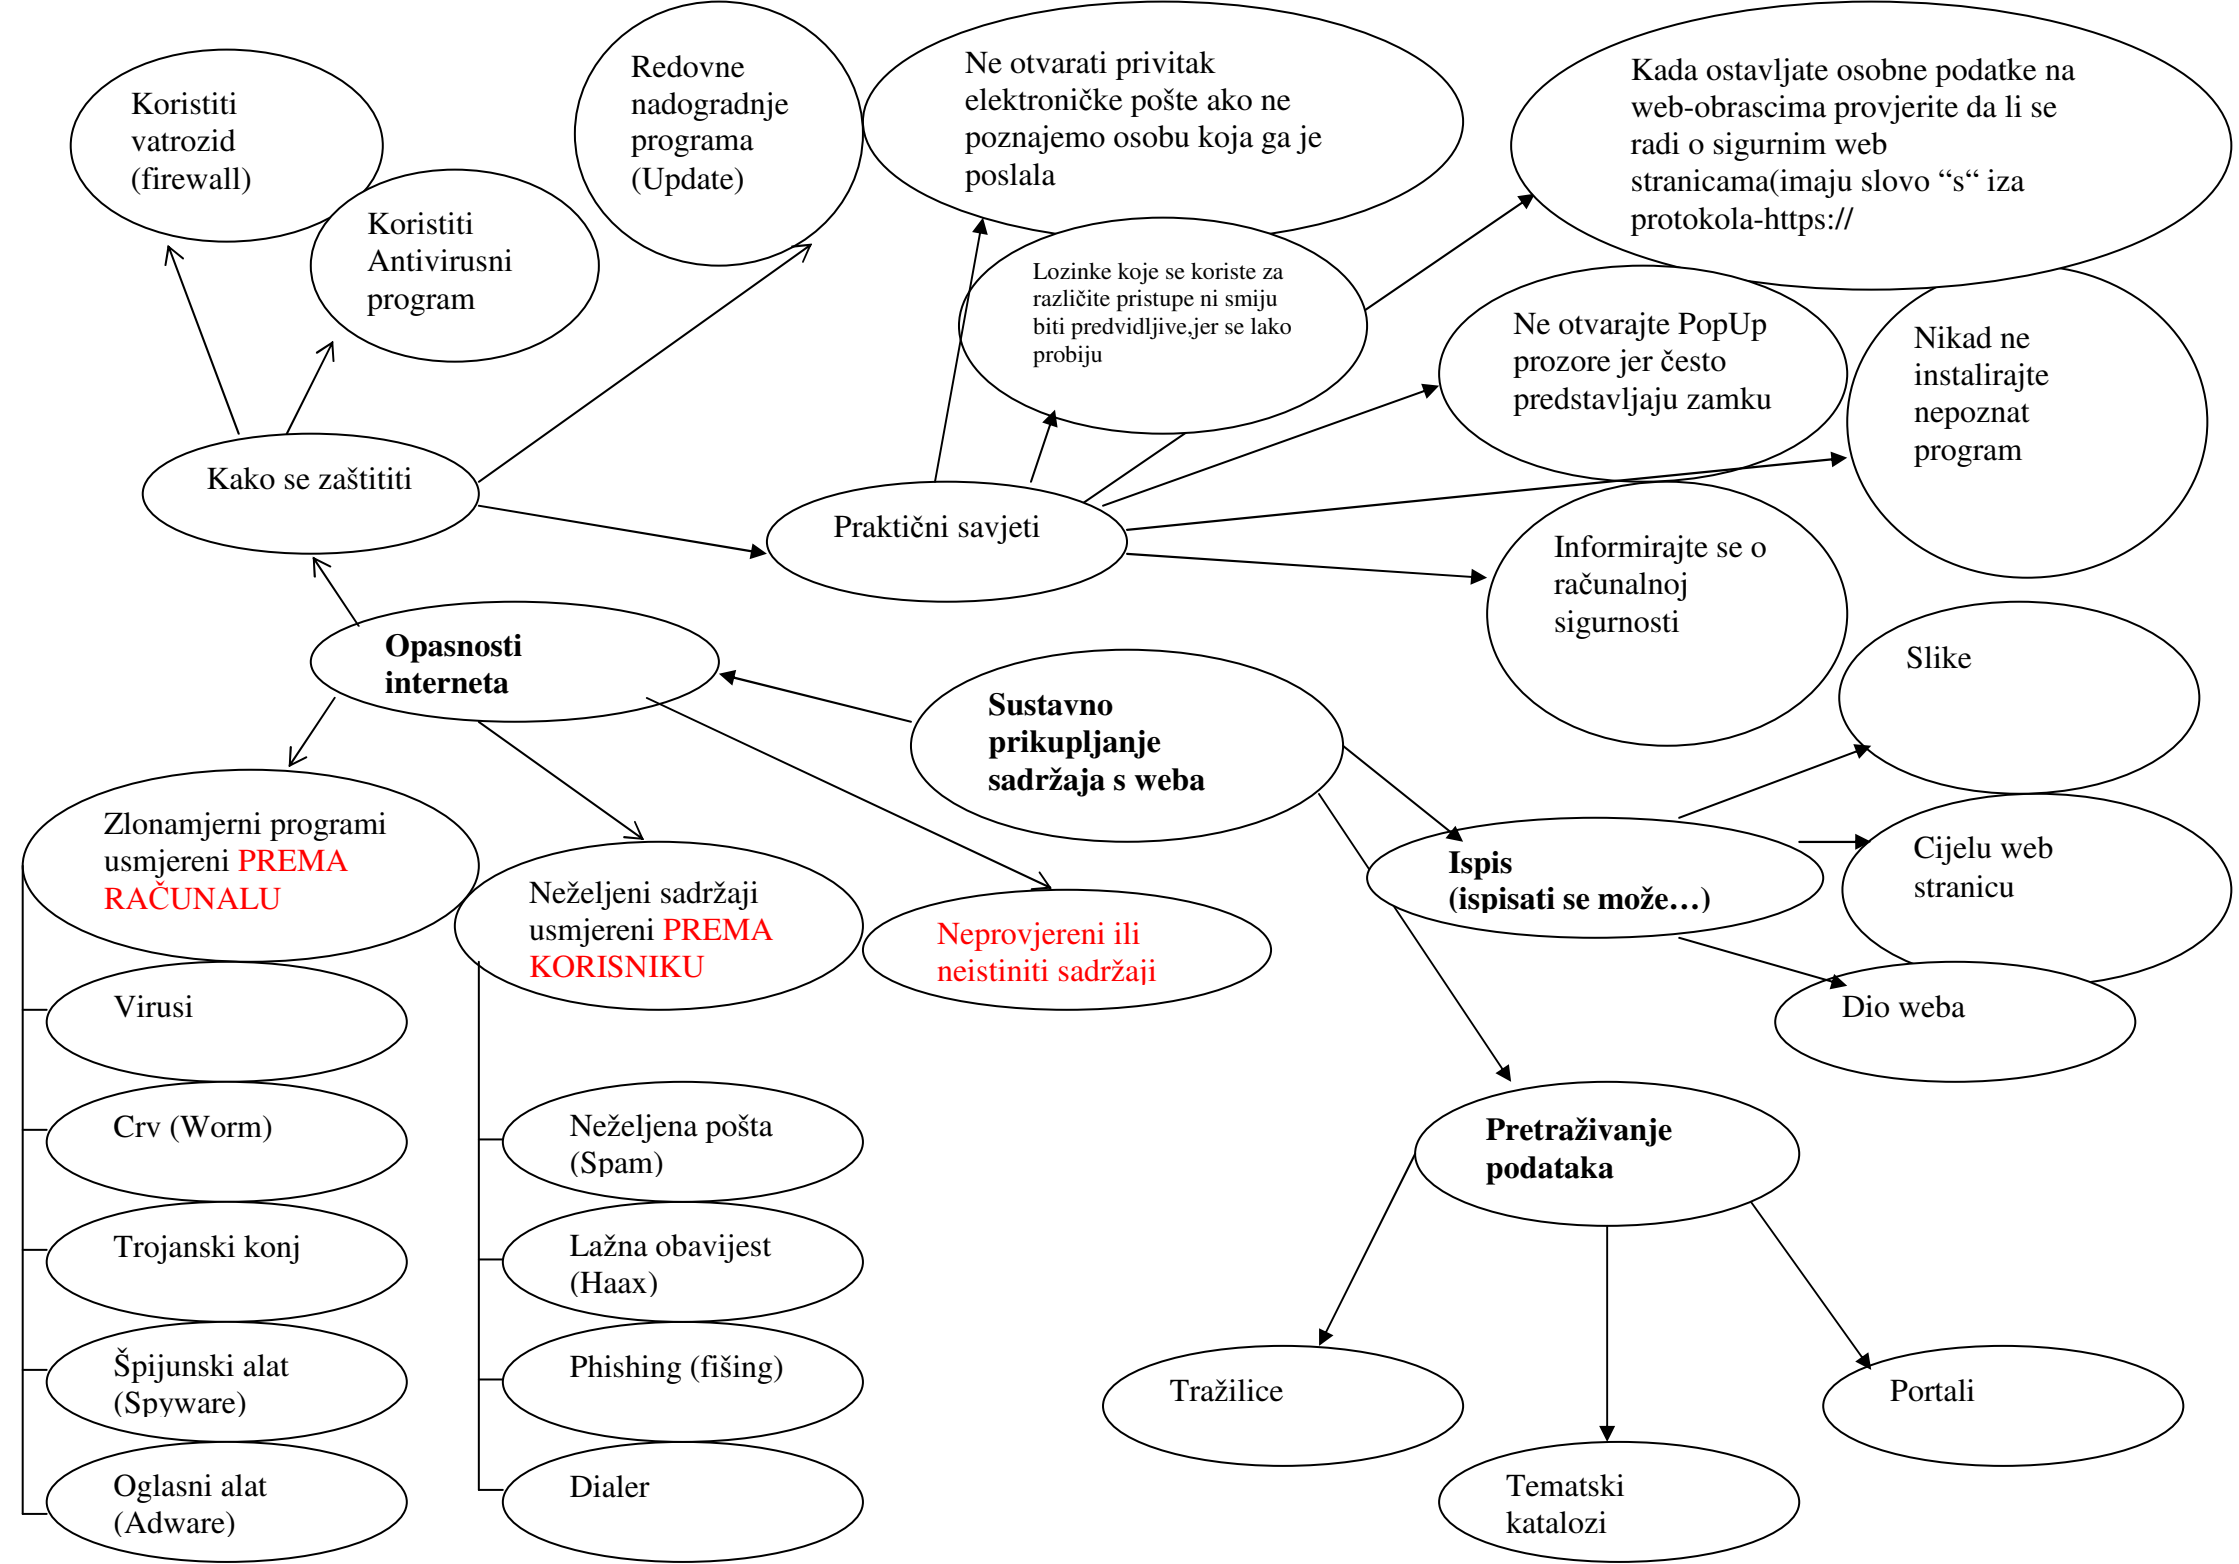 Koristiti
vatrozid
(firewall)
Koristiti
Antivirusni
program
Redovne
nadogradnje
programa
(Update)
Ne otvarati privitak
elektroničke pošte ako ne
poznajemo osobu koja ga je
poslala
Kada ostavljate osobne podatke na
web-obrascima provjerite da li se
radi o sigurnim web
stranicama(imaju slovo “s“ iza
protokola-https://
Lozinke koje se koriste za
različite pristupe ni smiju
biti predvidljive,jer se lako
probiju
Ne otvarajte PopUp
prozore jer često
predstavljaju zamku
Nikad ne
instalirajte
nepoznat
program
Kako se zaštititi
Praktični savjeti
Informirajte se o
računalnoj
sigurnosti
Opasnosti
interneta
Sustavno
prikupljanje
sadržaja s weba
Slike
Zlonamjerni programi
usmjereni PREMA
RAČUNALU
Neželjeni sadržaji
usmjereni PREMA
KORISNIKU
Neprovjereni ili
neistiniti sadržaji
Ispis
(ispisati se može…)
Cijelu web
stranicu
Dio weba
Virusi
Crv (Worm)
Trojanski konj
Špijunski alat
(Spyware)
Oglasni alat
(Adware)
Neželjena pošta
(Spam)
Lažna obavijest
(Haax)
Phishing (fišing)
Dialer
Pretraživanje
podataka
Tražilice
Tematski
katalozi
Portali